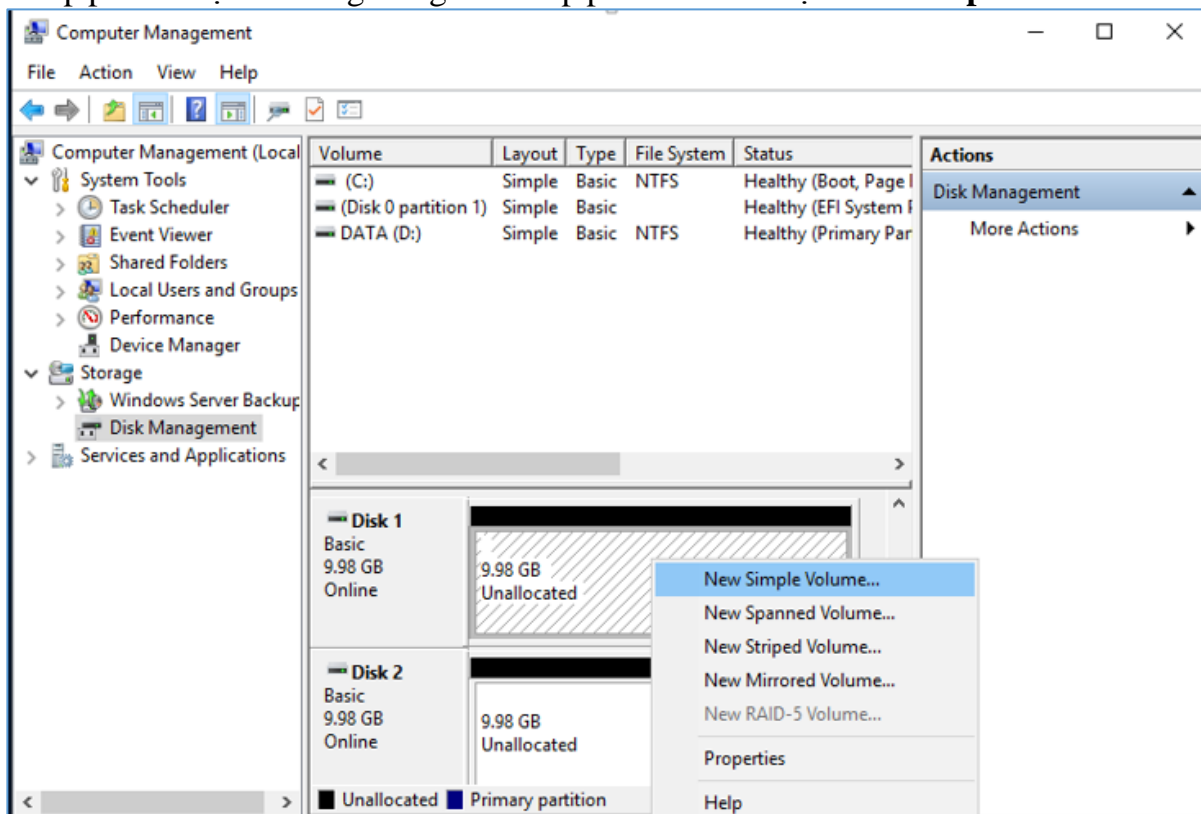 Computer Management
File Action View Help
Computer Management (Local
System Tools
Task Scheduler
Event Viewer
Shared Folders
Local Users and Groups
Performance
Device Manager
Storage
Windows Server Backup
Disk Management
Services and Applications
Volume Layout Type File System Status
(C:) Simple Basic NTFS Healthy (Boot, Page
(Disk 0 partition 1) Simple Basic Healthy (EFI System
DATA (D:) Simple Basic NTFS Healthy (Primary Par
Actions
Disk Management
More Actions
Disk 1
Basic
9.98 GB
Online
9.98 GB
Unallocated
Disk 2
Basic
9.98 GB
Online
9.98 GB
Unallocated
Unallocated Primary partition
New Simple Volume...
New Spanned Volume...
New Striped Volume...
New Mirrored Volume...
New RAID-5 Volume...
Properties
Help